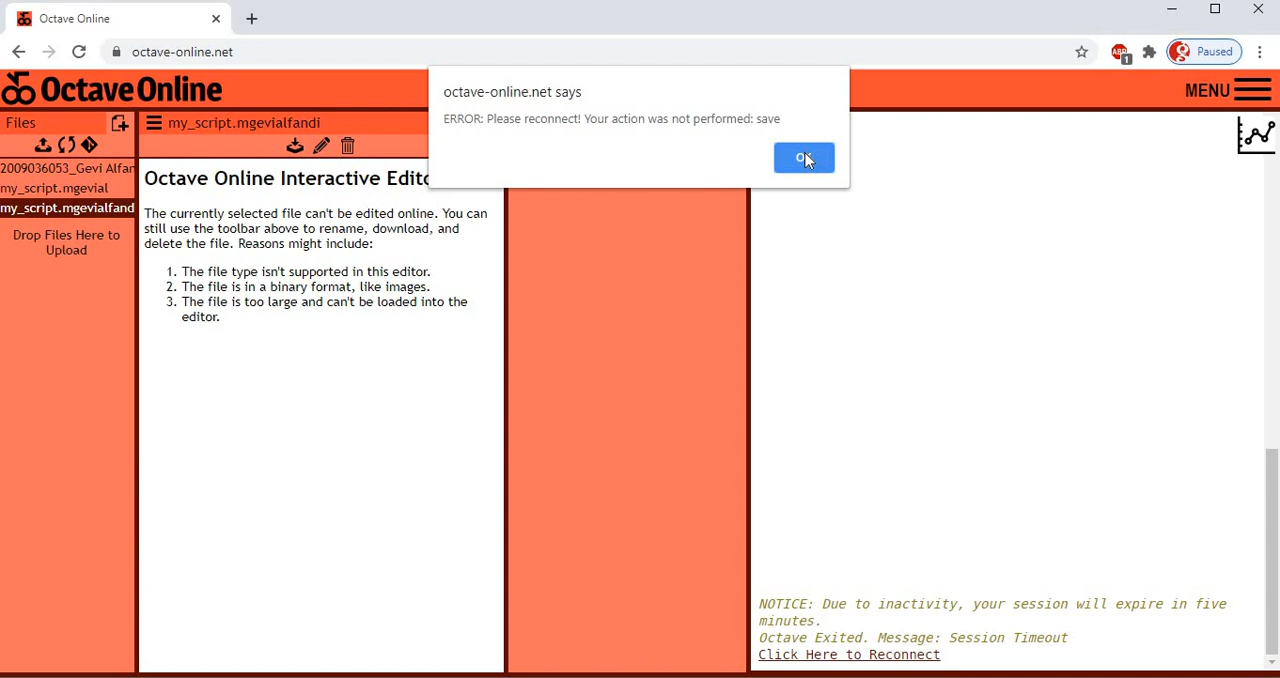 Octave Online
octave-online.net
ABP
1
Paused
Octave Online
MENU
octave-online.net says
ERROR: Please reconnect! Your action was not performed: save
Files
my_script.mgevialfandi
2009036053_Gevi Alfan
my_script.mgevial
my_script.mgevialfand
Drop Files Here to
Upload
Octave Online Interactive Edito
The currently selected file can't be edited online. You can
still use the toolbar above to rename, download, and
delete the file. Reasons might include:
1. The file type isn't supported in this editor.
2. The file is in a binary format, like images.
3. The file is too large and can't be loaded into the
editor.
NOTICE: Due to inactivity, your session will expire in five
minutes.
Octave Exited. Message: Session Timeout
Click Here to Reconnect